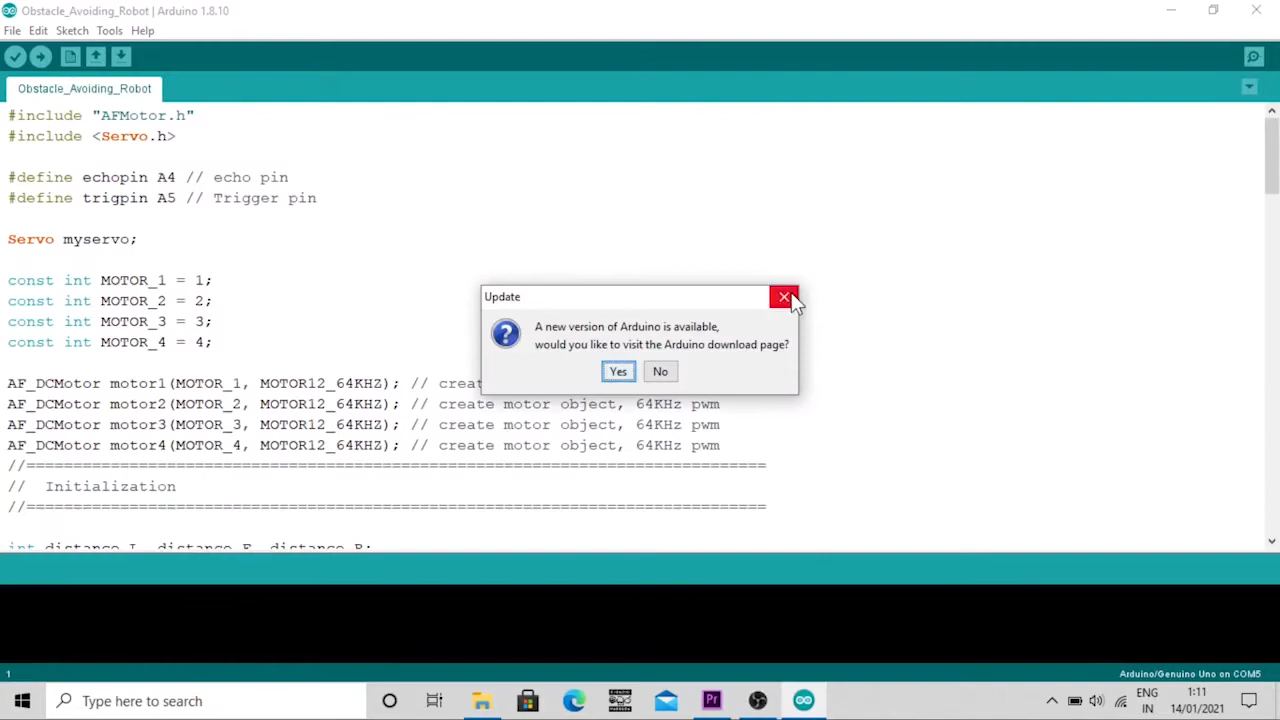 Obstacle_Avoiding_Robot | Arduino 1.8.10
File Edit Sketch Tools Help
Obstacle_Avoiding_Robot
#include "AFMotor.h"
#include <Servo.h>
#define echopin A4 // echo pin
#define trigpin A5 // Trigger pin
Servo myservo;
const int MOTOR_1 = 1;
const int MOTOR_2 = 2;
const int MOTOR_3 = 3;
const int MOTOR_4 = 4;
Update
A new version of Arduino is available,
would you like to visit the Arduino download page?
Yes No
AF_DCMotor motor1(MOTOR_1, MOTOR12_64KHZ); //
AF_DCMotor motor2(MOTOR_2, MOTOR12_64KHZ); // create motor object, 64KHz pwm
AF_DCMotor motor3(MOTOR_3, MOTOR12_64KHZ); // create motor object, 64KHz pwm
AF_DCMotor motor4(MOTOR_4, MOTOR12_64KHZ); // create motor object, 64KHz pwm
//===============================================================================
// Initialization
//===============================================================================
int distance_L, distance_F, distance_R;
1
Arduino/Genuino Uno on COM5
Type here to search
Pr
ENG
IN
1:11
14/01/2021